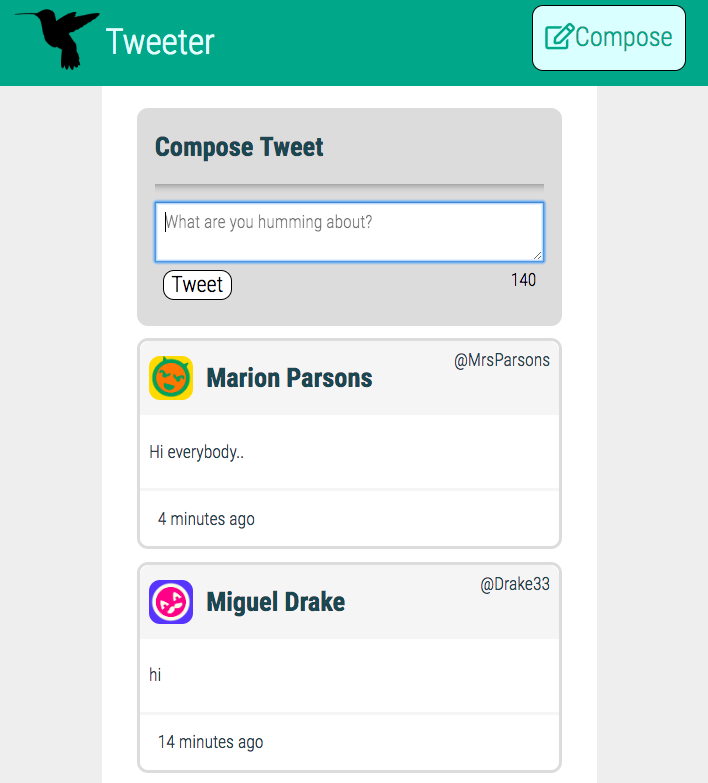 Tweeter
Compose
Compose Tweet
What are you humming about?
Tweet
140
Marion Parsons
@MrsParsons
Hi everybody..
4 minutes ago
Miguel Drake
@Drake33
hi
14 minutes ago